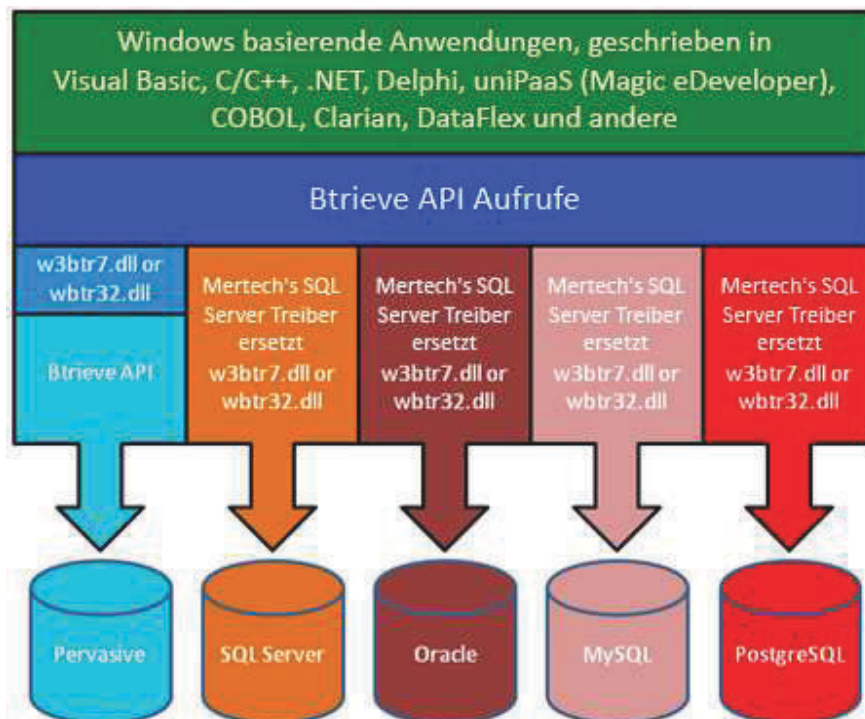 Windows basierende Anwendungen, geschrieben in
Visual Basic, C/C++, .NET, Delphi, uniPaaS (Magic eDeveloper),
COBOL, Clarian, DataFlex und andere
Btrieve API Aufrufe
w3btr7.dll or
wbtr32.dll
Btrieve API
Mertech's SQL
Server Treiber
ersetzt
w3btr7.dll or
wbtr32.dll
Mertech's SQL
Server Treiber
ersetzt
w3btr7.dll or
wbtr32.dll
Mertech's SQL
Server Treiber
ersetzt
w3btr7.dll or
wbtr32.dll
Mertech's SQL
Server Treiber
ersetzt
w3btr7.dll or
wbtr32.dll
Pervasive
SQL Server
Oracle
MySQL
PostgreSQL